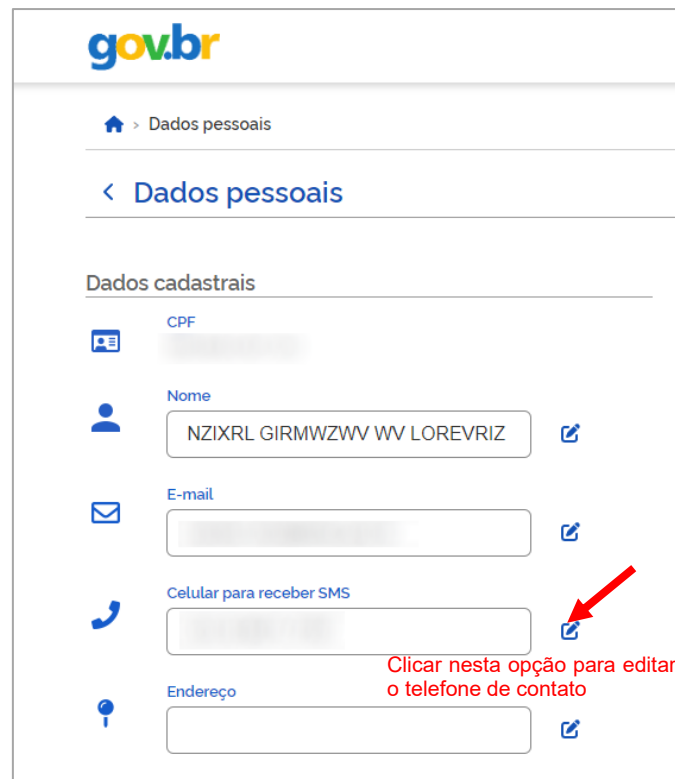 gov.br
> Dados pessoais
< Dados pessoais
Dados cadastrais
CPF
Nome
NZIXRL GIRMWZWV WV LOREVRIZ
E-mail
Celular para receber SMS
Clicar nesta opção para editar
o telefone de contato
Endereço